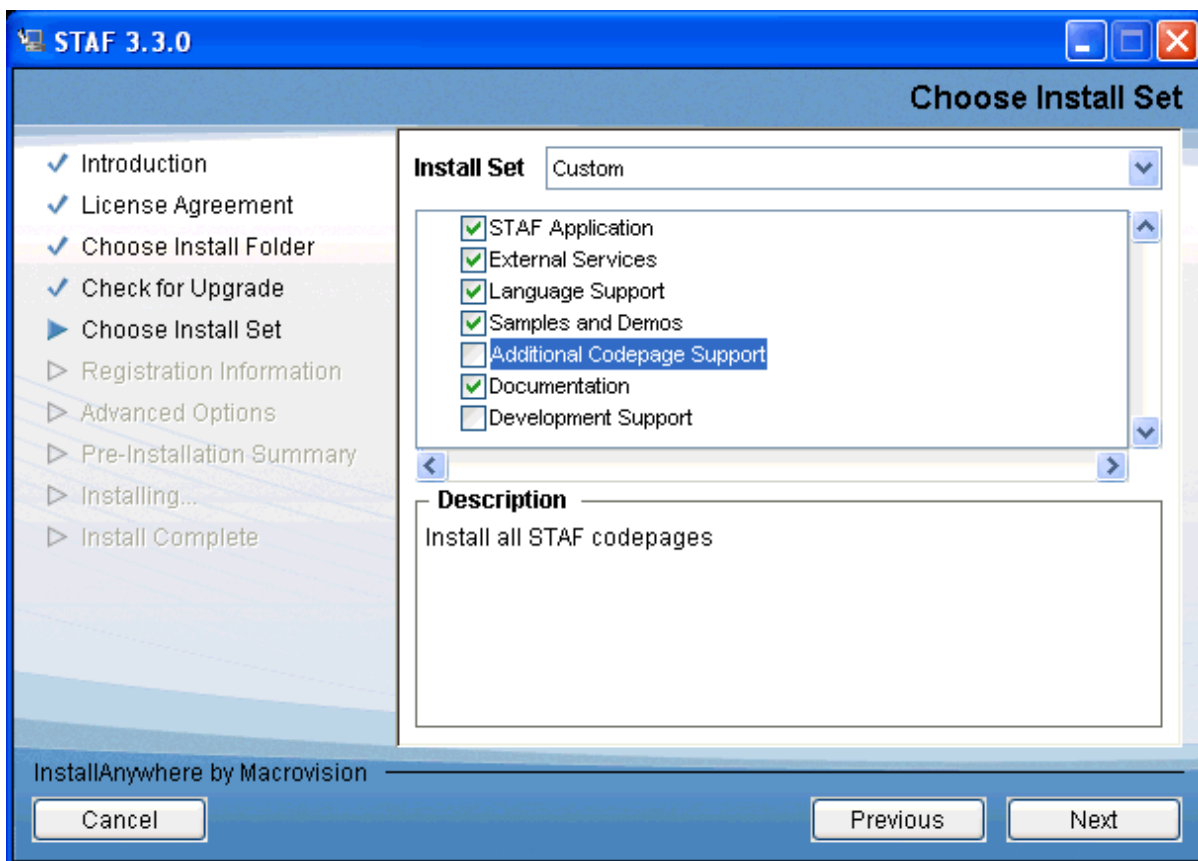 STAF 3.3.0
Choose Install Set
Introduction
License Agreement
Choose Install Folder
Check for Upgrade
Choose Install Set
Registration Information
Advanced Options
Pre-Installation Summary
Installing...
Install Complete
Install Set Custom
STAF Application
External Services
Language Support
Samples and Demos
Additional Codepage Support
Documentation
Development Support
Description
Install all STAF codepages
InstallAnywhere by Macrovision
Cancel Previous Next